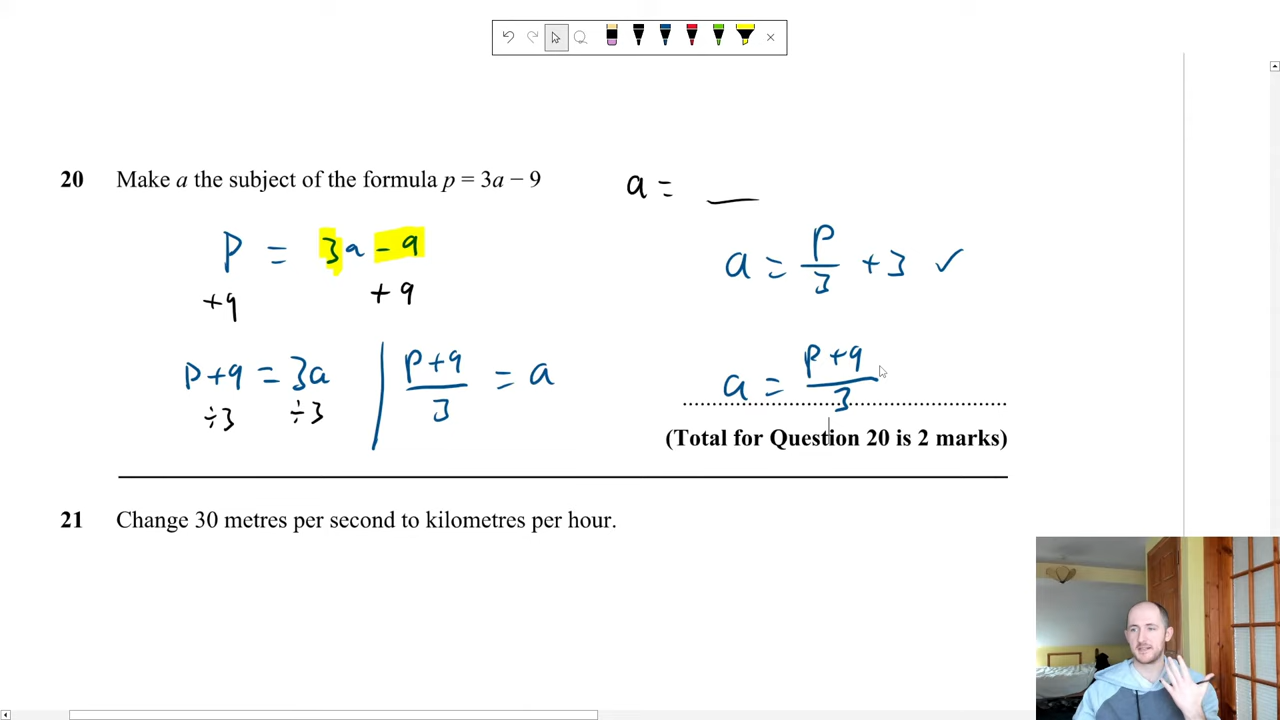 20 Make a the subject of the formula p = 3a − 9
a = __
P = 3a − 9
+9 +9
a = P/3 + 3 ✓
P+9 = 3a
÷3 ÷3
P+9/3 = a
a = P+9/3
(Total for Question 20 is 2 marks)
21 Change 30 metres per second to kilometres per hour.